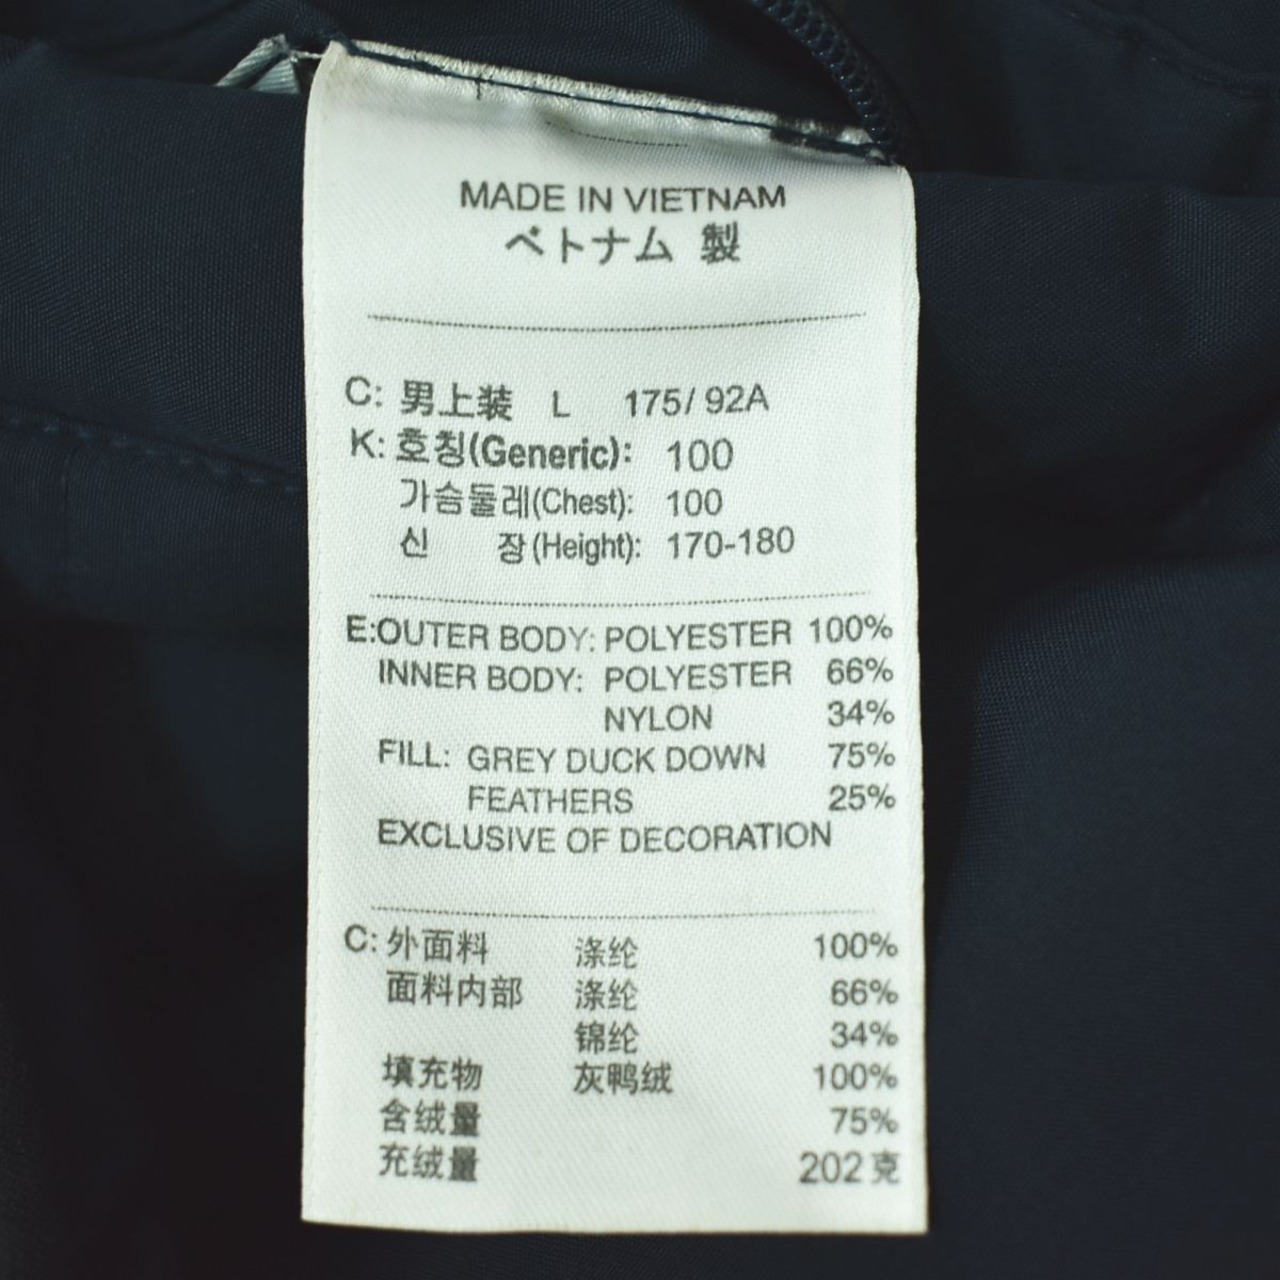 MADE IN VIETNAM
ベトナム 製
C: 男上装 L 175/92A
K: 호칭(Generic): 100
가슴둘레(Chest): 100
신 장(Height): 170-180
E:OUTER BODY: POLYESTER 100%
INNER BODY: POLYESTER 66%
NYLON 34%
FILL: GREY DUCK DOWN 75%
FEATHERS 25%
EXCLUSIVE OF DECORATION
C: 外面料 涤纶 100%
面料内部 涤纶 66%
锦纶 34%
填充物 灰鸭绒 100%
含绒量 75%
充绒量 202克